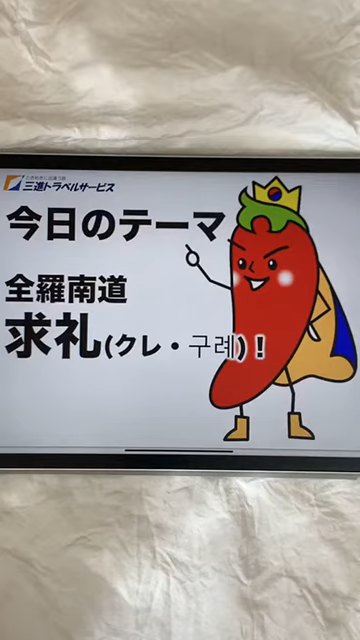 三進トラベルサービス
今日のテーマ
全羅南道
求礼(クレ・구례)！